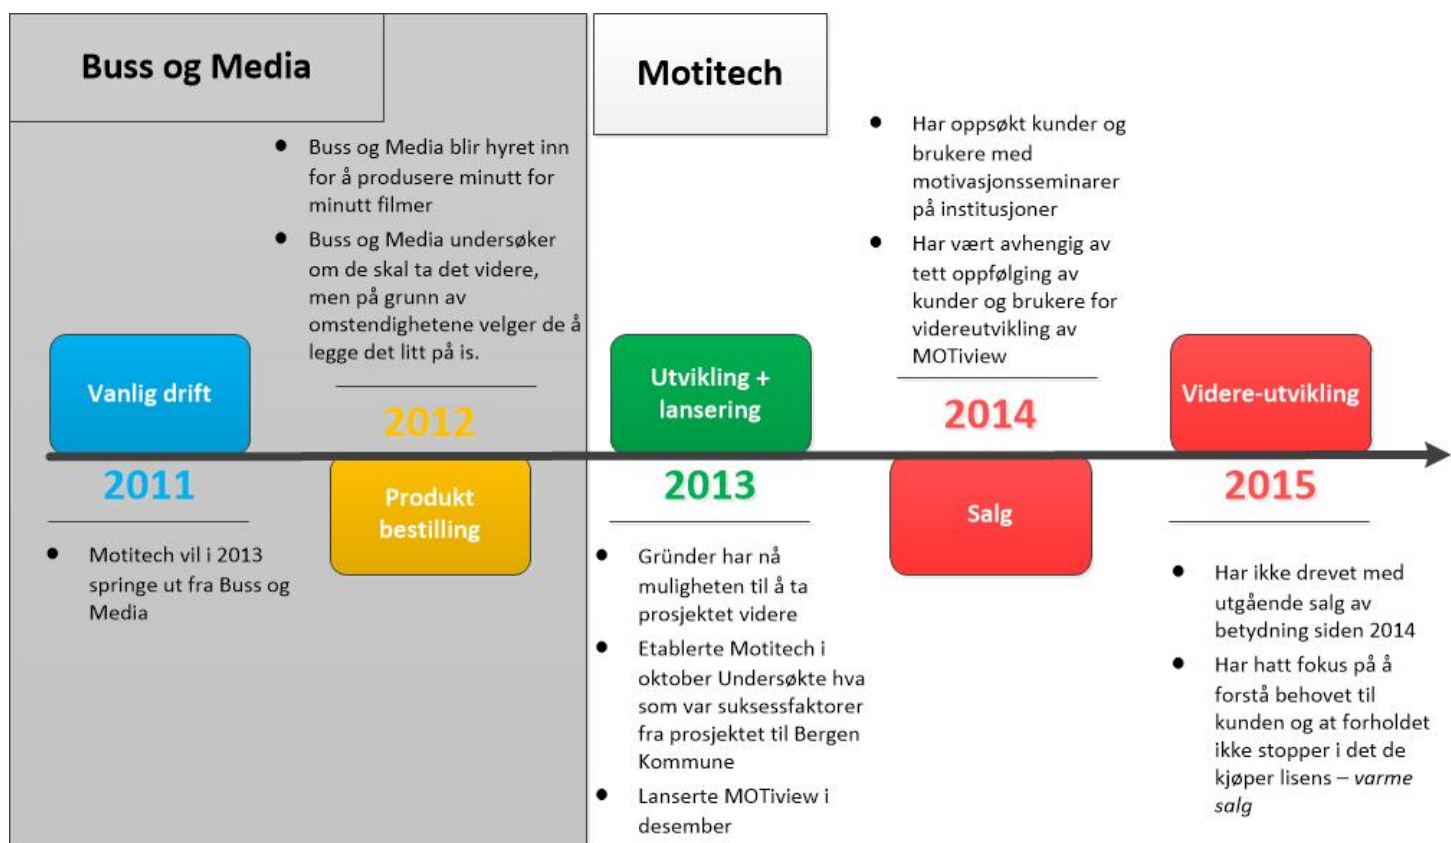 Buss og Media
Vanlig drift
2011
Motitech vil i 2013
springe ut fra Buss og
Media
Buss og Media blir hyret inn
for å produsere minutt for
minutt filmer
Buss og Media undersøker
om de skal ta det videre,
men på grunn av
omstendighetene velger de å
legge det litt på is.
2012
Produkt
bestilling
Motitech
Utvikling +
lansering
2013
Gründer har nå
muligheten til å ta
prosjektet videre
Etablerte Motitech i
oktober Undersøkte hva
som var suksessfaktorer
fra prosjektet til Bergen
Kommune
Lanserte MOTiview i
desember
Har oppsøkt kunder og
brukere med
motivasjonsseminarer
på institusjoner
Har vært avhengig av
tett oppfølging av
kunder og brukere for
videreutvikling av
MOTiview
2014
Salg
Videre-utvikling
2015
Har ikke drevet med
utgående salg av
betydning siden 2014
Har hatt fokus på å
forstå behovet til
kunden og at forholdet
ikke stopper i det de
kjøper lisens – varme
salg